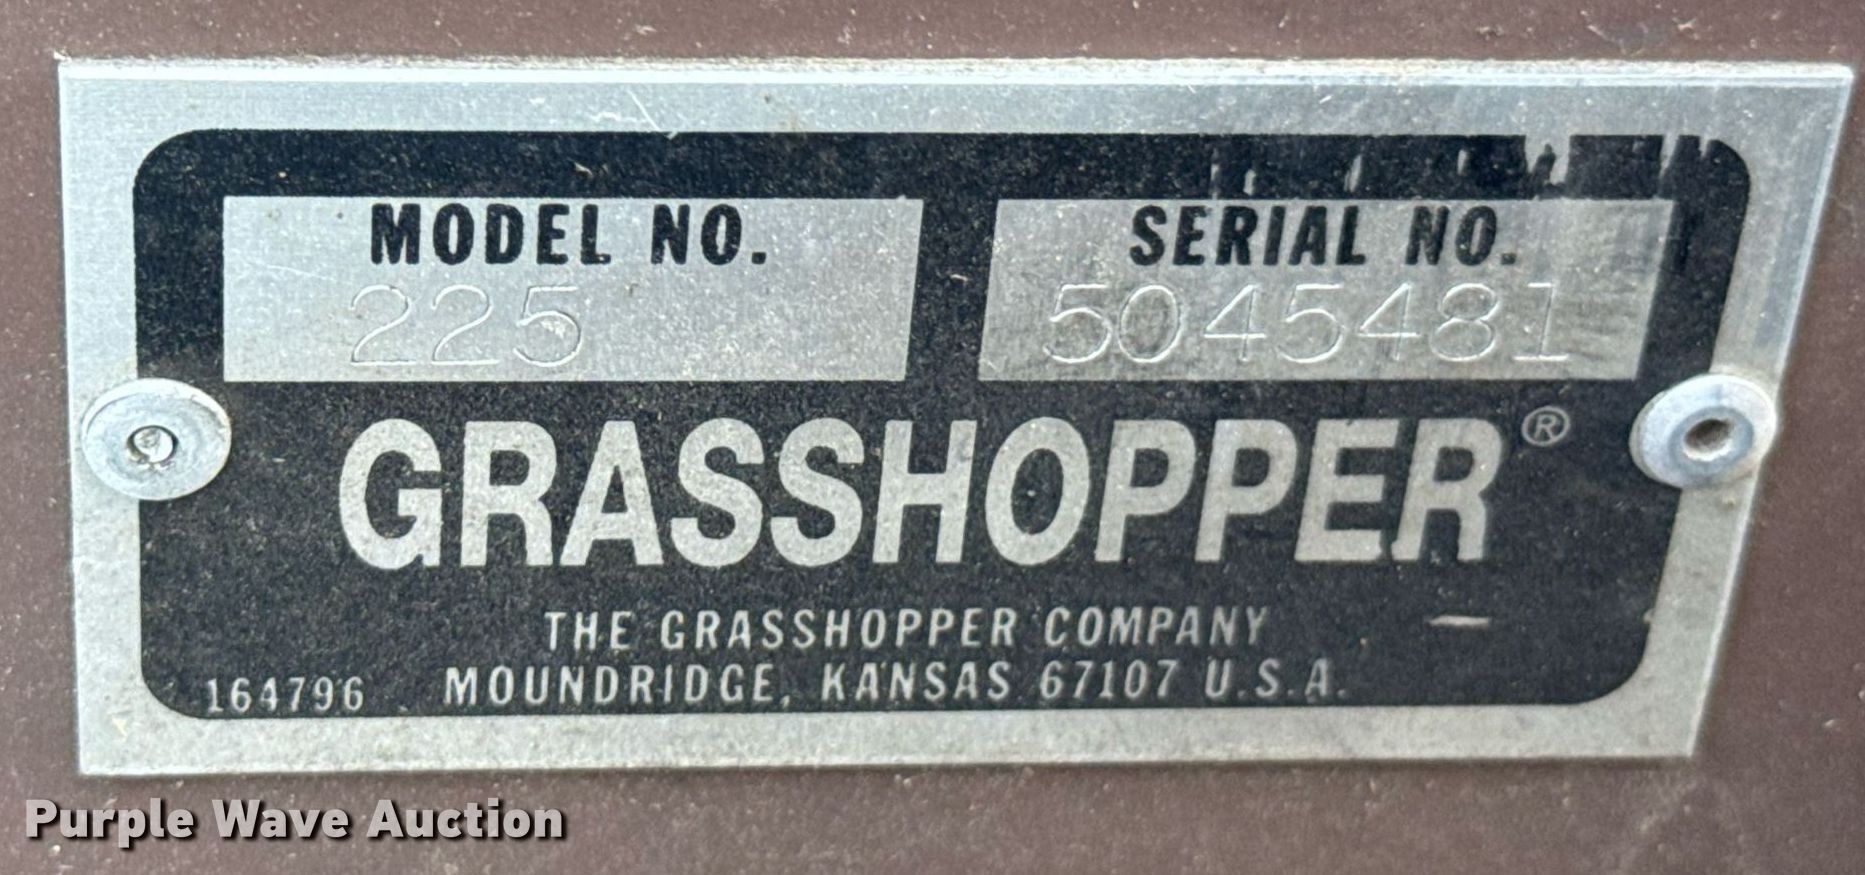 MODEL NO. SERIAL NO.
225 5045481
GRASSHOPPER®
THE GRASSHOPPER COMPANY
164796 MOUNDRIDGE, KANSAS 67107 U.S.A.
Purple Wave Auction